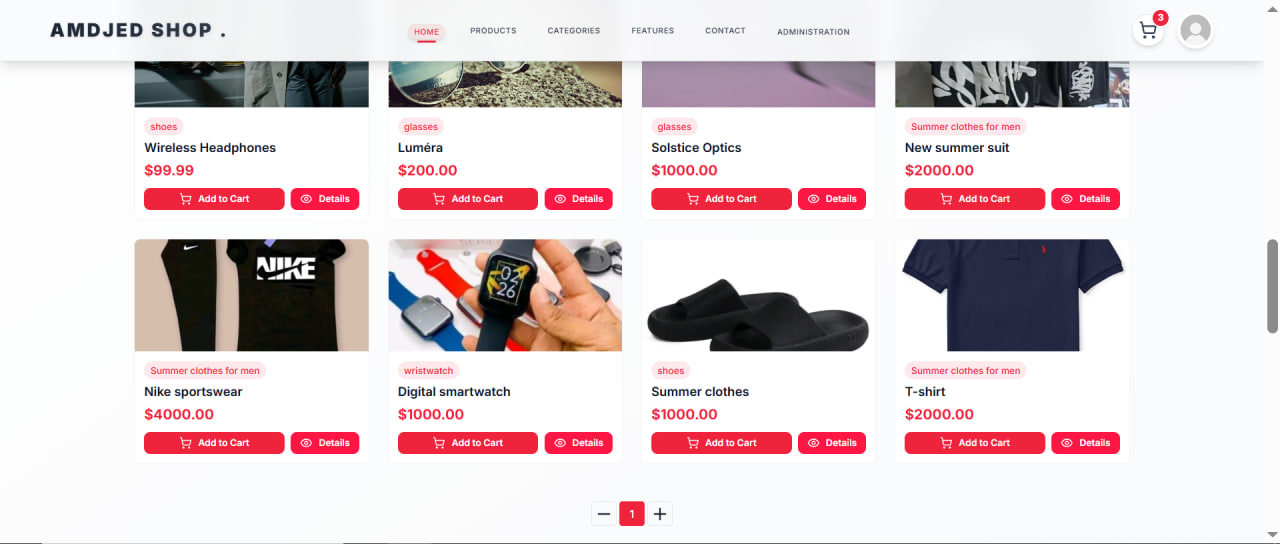 AMDJED SHOP .
HOME
PRODUCTS
CATEGORIES
FEATURES
CONTACT
ADMINISTRATION
3
shoes
Wireless Headphones
$99.99
Add to Cart
Details
glasses
Luméra
$200.00
Add to Cart
Details
glasses
Solstice Optics
$1000.00
Add to Cart
Details
Summer clothes for men
New summer suit
$2000.00
Add to Cart
Details
NIKE
Summer clothes for men
Nike sportswear
$4000.00
Add to Cart
Details
02
26
wristwatch
Digital smartwatch
$1000.00
Add to Cart
Details
shoes
Summer clothes
$1000.00
Add to Cart
Details
Summer clothes for men
T-shirt
$2000.00
Add to Cart
Details
1